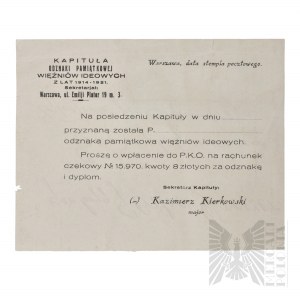 KAPITUŁA
ODZNAKI PAMIĄTKOWEJ
WIĘŹNIÓW IDEOWYCH
Z LAT 1914-1921.
Sekretarjat:
Warszawa, ul. Emilji Plater 19 m. 3
Warszawa, data stempla pocztowego.
Na posiedzeniu Kapituły w dniu
przyznaną została P.
odznaka pamiątkowa więźniów ideowych.
Proszę o wpłacenie do P.K.O. na rachunek
czekowy № 15.970. kwoty 8 złotych za odznakę
i dyplom.
Sekretarz Kapituły:
(-) Kazimierz Kierkowski
major